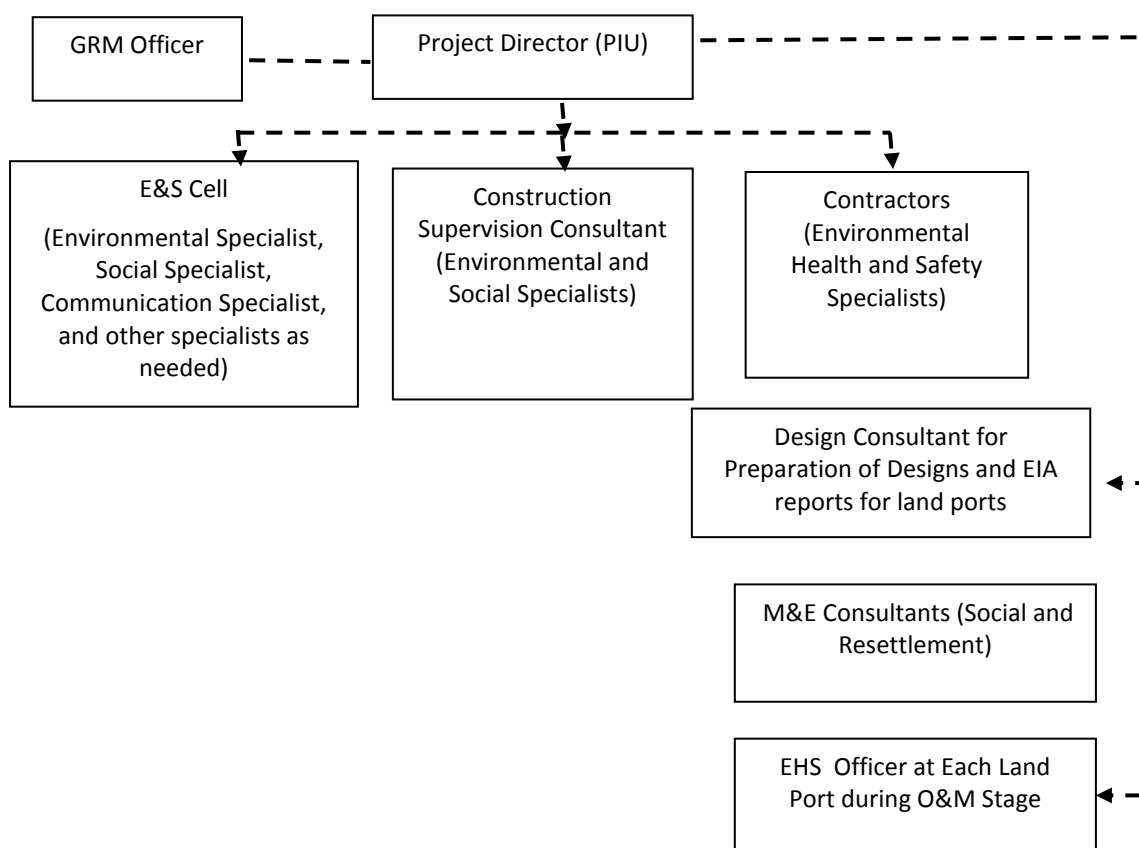 GRM Officer
Project Director (PIU)
E&S Cell
(Environmental Specialist,
Social Specialist,
Communication Specialist,
and other specialists as
needed)
Construction
Supervision Consultant
(Environmental and
Social Specialists)
Contractors
(Environmental
Health and Safety
Specialists)
Design Consultant for
Preparation of Designs and EIA
reports for land ports
M&E Consultants (Social and
Resettlement)
EHS Officer at Each Land
Port during O&M Stage